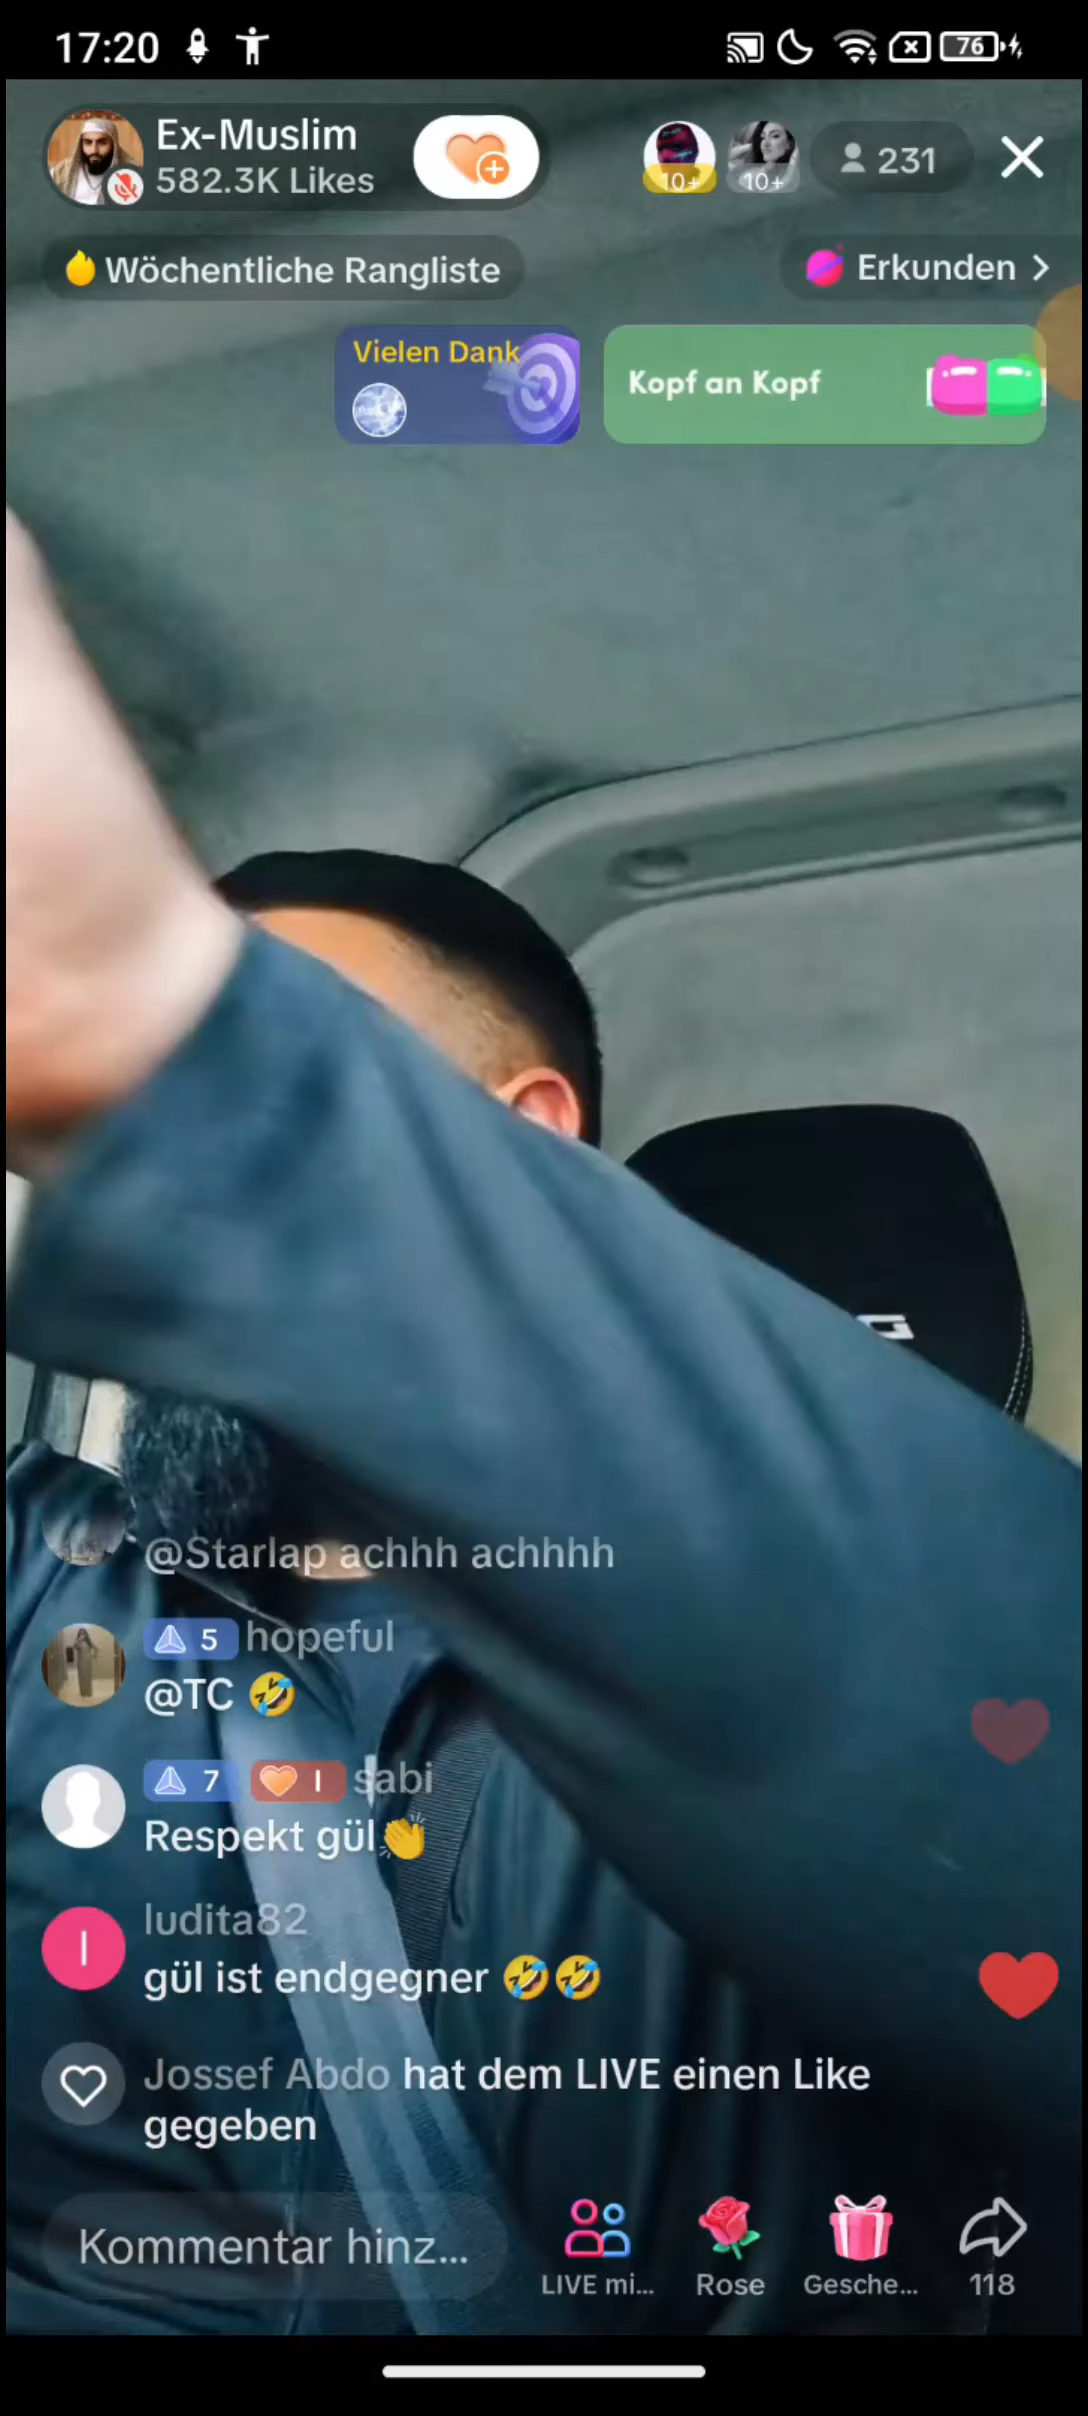 17:20
76
Ex-Muslim
582.3K Likes
10+
10+
231
Wöchentliche Rangliste
Erkunden >
Vielen Dank
Kopf an Kopf
G
@Starlap achhh achhhh
5 hopeful
@TC 🤣
7 I sabi
Respekt gül👏
I
ludita82
gül ist endgegner 🤣🤣
Jossef Abdo hat dem LIVE einen Like
gegeben
Kommentar hinz...
LIVE mi...
Rose
Gesche...
118